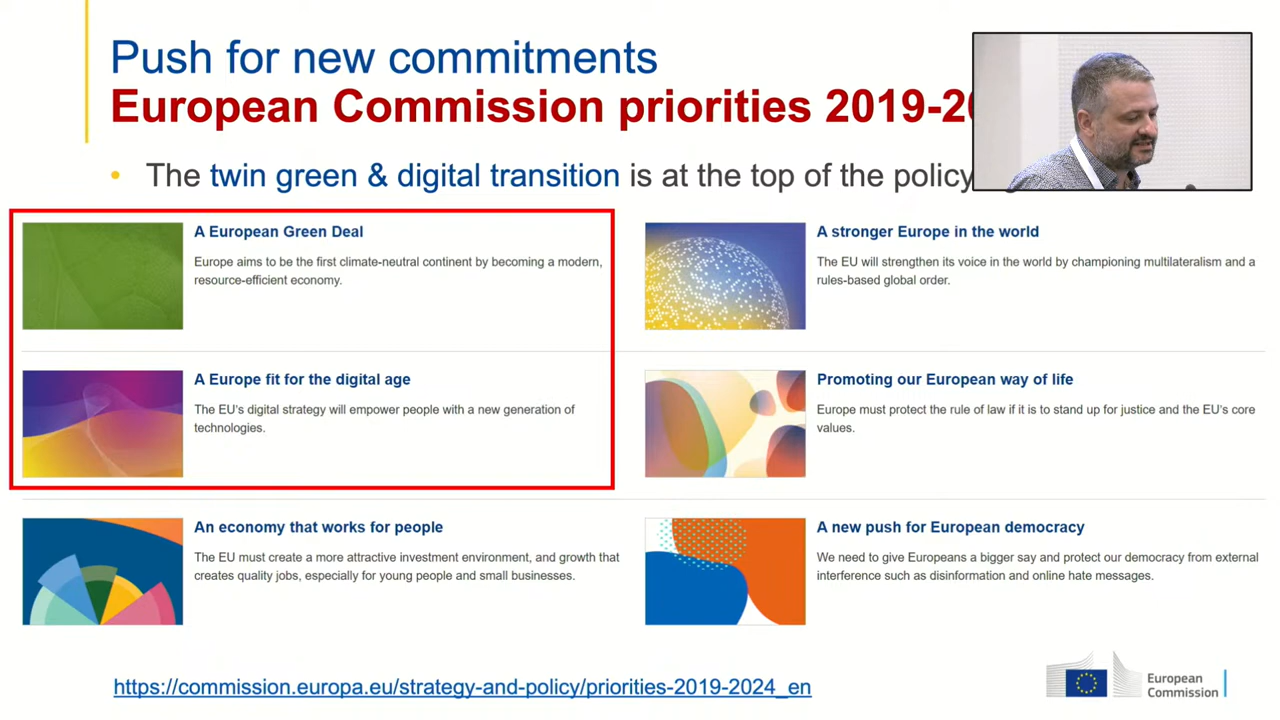 Push for new commitments
European Commission priorities 2019-20
• The twin green & digital transition is at the top of the policy
A European Green Deal
Europe aims to be the first climate-neutral continent by becoming a modern,
resource-efficient economy.
A stronger Europe in the world
The EU will strengthen its voice in the world by championing multilateralism and a
rules-based global order.
A Europe fit for the digital age
The EU's digital strategy will empower people with a new generation of
technologies.
Promoting our European way of life
Europe must protect the rule of law if it is to stand up for justice and the EU's core
values.
An economy that works for people
The EU must create a more attractive investment environment, and growth that
creates quality jobs, especially for young people and small businesses.
A new push for European democracy
We need to give Europeans a bigger say and protect our democracy from external
interference such as disinformation and online hate messages.
https://commission.europa.eu/strategy-and-policy/priorities-2019-2024_en
European
Commission